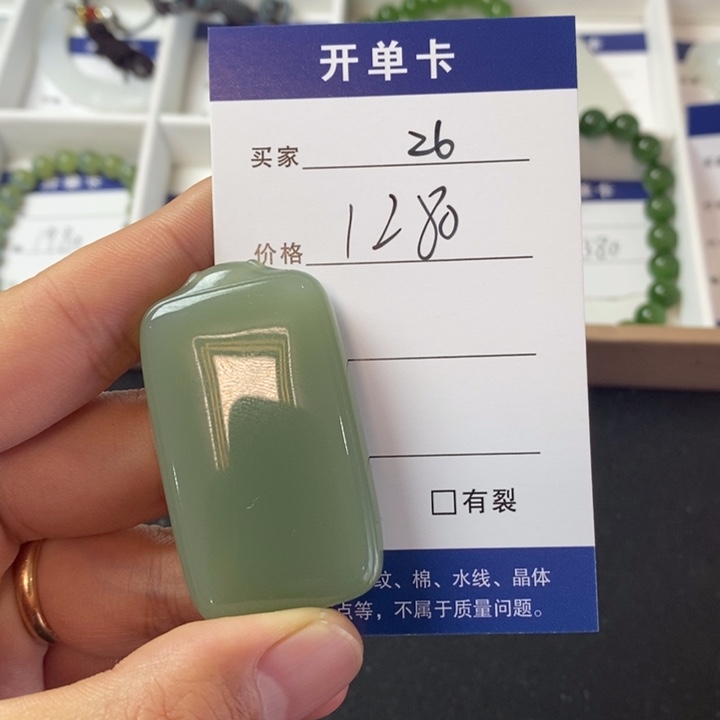 开单卡
买家 26
价格 1280
□有裂
纹、棉、水线、晶体
点等，不属于质量问题。